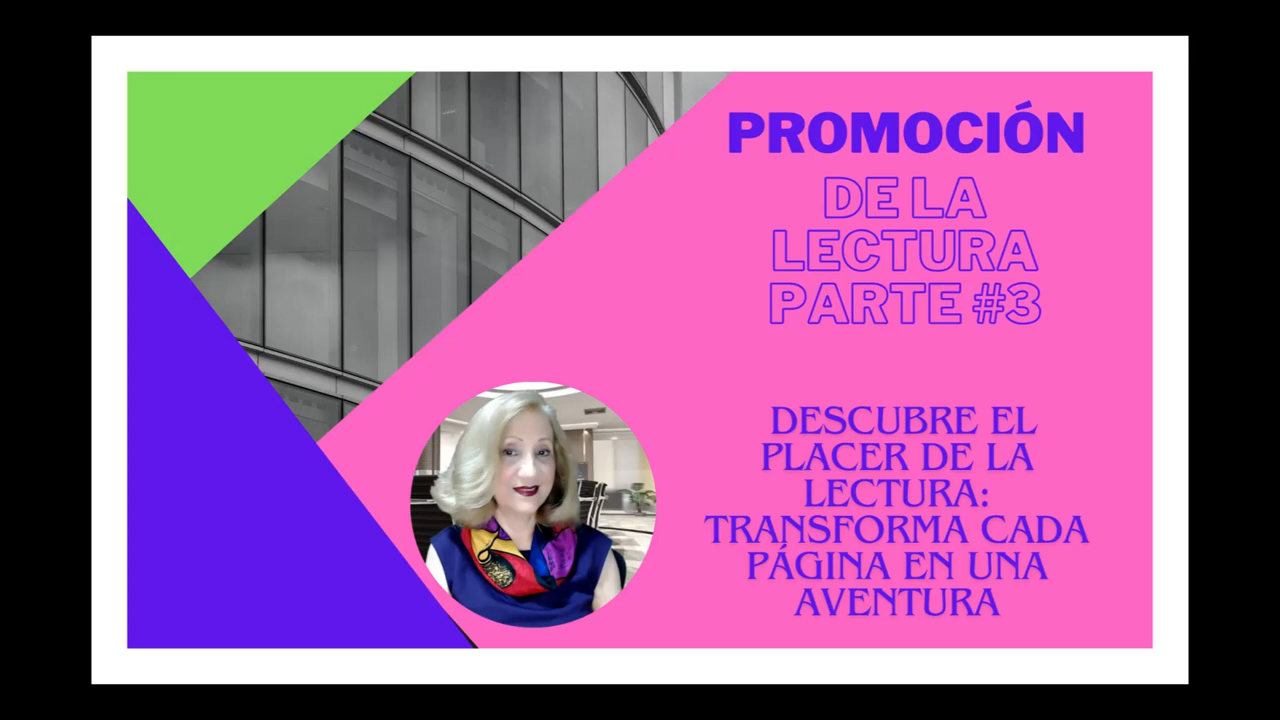 PROMOCIÓN
DE LA
LECTURA
PARTE #3
DESCUBRE EL
PLACER DE LA
LECTURA:
TRANSFORMA CADA
PÁGINA EN UNA
AVENTURA